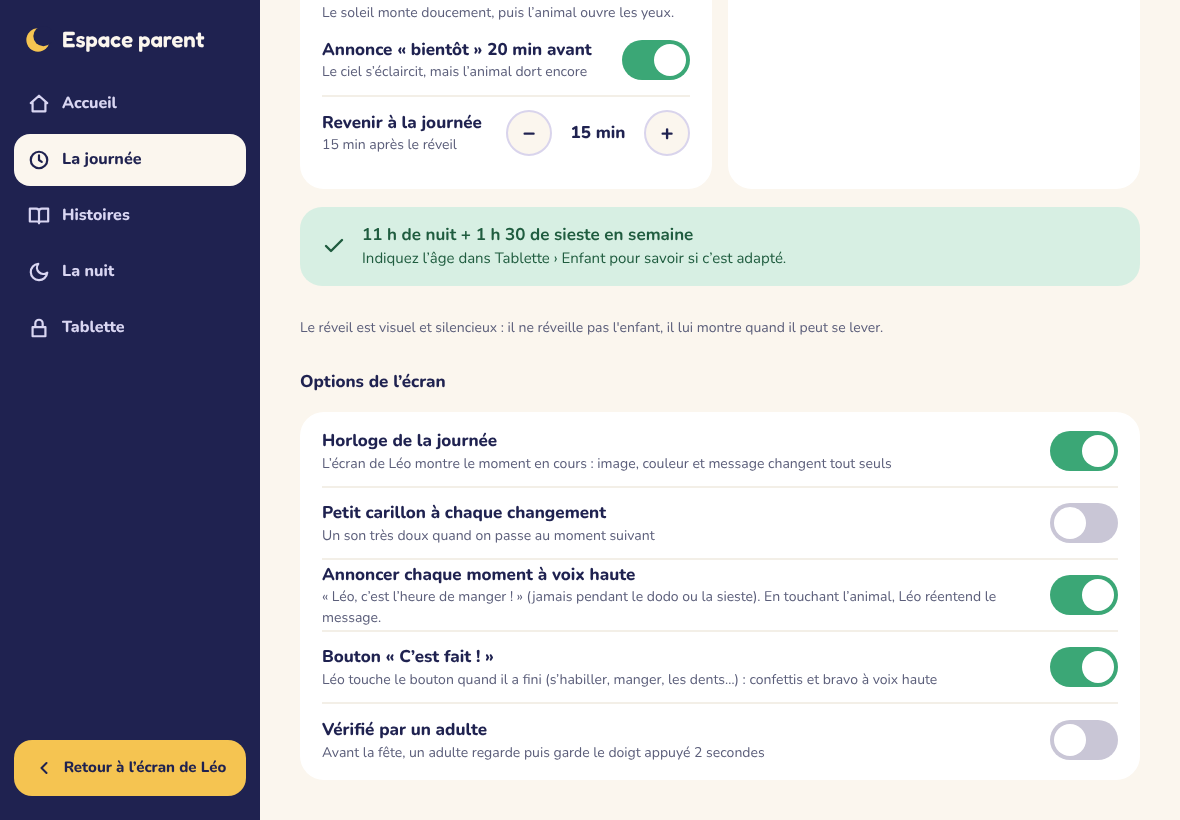 Espace parent
Accueil
La journée
Histoires
La nuit
Tablette
Retour à l’écran de Léo
Le soleil monte doucement, puis l’animal ouvre les yeux.
Annonce « bientôt » 20 min avant
Le ciel s’éclaircit, mais l’animal dort encore
Revenir à la journée
15 min après le réveil
− 15 min +
11 h de nuit + 1 h 30 de sieste en semaine
Indiquez l’âge dans Tablette › Enfant pour savoir si c’est adapté.
Le réveil est visuel et silencieux : il ne réveille pas l'enfant, il lui montre quand il peut se lever.
Options de l’écran
Horloge de la journée
L’écran de Léo montre le moment en cours : image, couleur et message changent tout seuls
Petit carillon à chaque changement
Un son très doux quand on passe au moment suivant
Annoncer chaque moment à voix haute
« Léo, c’est l’heure de manger ! » (jamais pendant le dodo ou la sieste). En touchant l’animal, Léo réentend le
message.
Bouton « C’est fait ! »
Léo touche le bouton quand il a fini (s’habiller, manger, les dents…) : confettis et bravo à voix haute
Vérifié par un adulte
Avant la fête, un adulte regarde puis garde le doigt appuyé 2 secondes